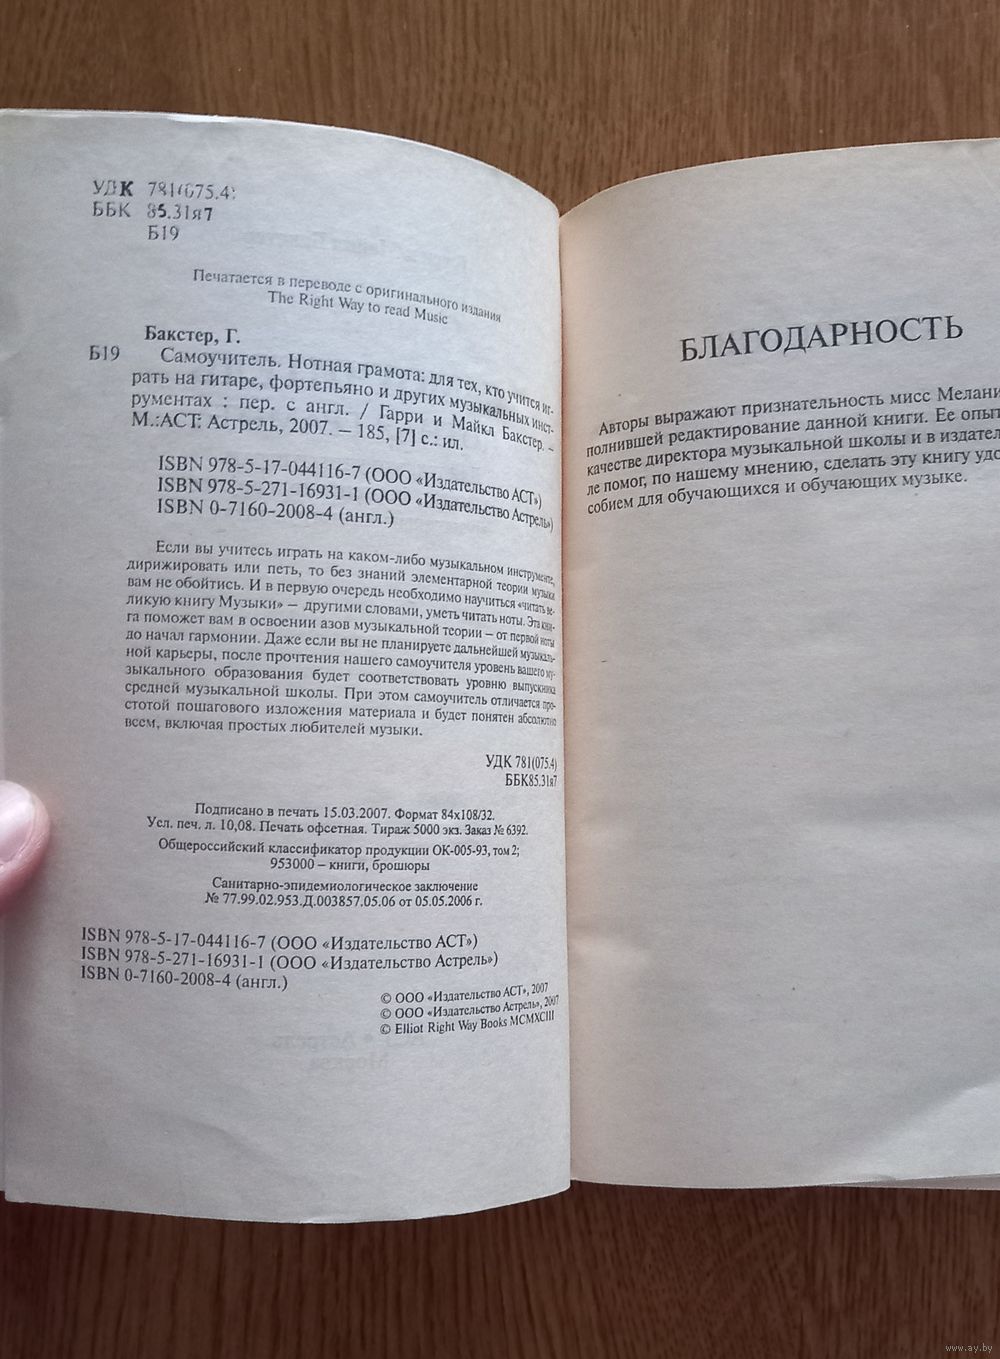 УДК 781(075.4)
ББК 85.31я7
Б19
Печатается в переводе с оригинального издания
The Right Way to read Music
Бакстер, Г.
Б19 Самоучитель. Нотная грамота: для тех, кто учится иг-
рать на гитаре, фортепьяно и других музыкальных инст-
рументах : пер. с англ. / Гарри и Майкл Бакстер. –
М.:АСТ: Астрель, 2007. – 185, [7] с.: ил.
ISBN 978-5-17-044116-7 (ООО «Издательство АСТ»)
ISBN 978-5-271-16931-1 (ООО «Издательство Астрель»)
ISBN 0-7160-2008-4 (англ.)
Если вы учитесь играть на каком-либо музыкальном инструменте,
дирижировать или петь, то без знаний элементарной теории музыки
вам не обойтись. И в первую очередь необходимо научиться «читать ве-
ликую книгу Музыки» – другими словами, уметь читать ноты. Эта кни-
га поможет вам в освоении азов музыкальной теории – от первой ноты
до начал гармонии. Даже если вы не планируете дальнейшей музыкаль-
ной карьеры, после прочтения нашего самоучителя уровень вашего му-
зыкального образования будет соответствовать уровню выпускника
средней музыкальной школы. При этом самоучитель отличается про-
стотой пошагового изложения материала и будет понятен абсолютно
всем, включая простых любителей музыки.
УДК 781(075.4)
ББК85.31я7
Подписано в печать 15.03.2007. Формат 84х108/32.
Усл. печ. л. 10,08. Печать офсетная. Тираж 5000 экз. Заказ № 6392.
Общероссийский классификатор продукции ОК-005-93, том 2;
953000 – книги, брошюры
Санитарно-эпидемиологическое заключение
№ 77.99.02.953.Д.003857.05.06 от 05.05.2006 г.
ISBN 978-5-17-044116-7 (ООО «Издательство АСТ»)
ISBN 978-5-271-16931-1 (ООО «Издательство Астрель»)
ISBN 0-7160-2008-4 (англ.)
© ООО «Издательство АСТ», 2007
© ООО «Издательство Астрель», 2007
© Elliot Right Way Books MCMXCIII
БЛАГОДАРНОСТЬ
Авторы выражают признательность мисс Мелани
полнившей редактирование данной книги. Ее опыт
качестве директора музыкальной школы и в издател
ле помог, по нашему мнению, сделать эту книгу удо
собием для обучающихся и обучающих музыке.
www.ay.by